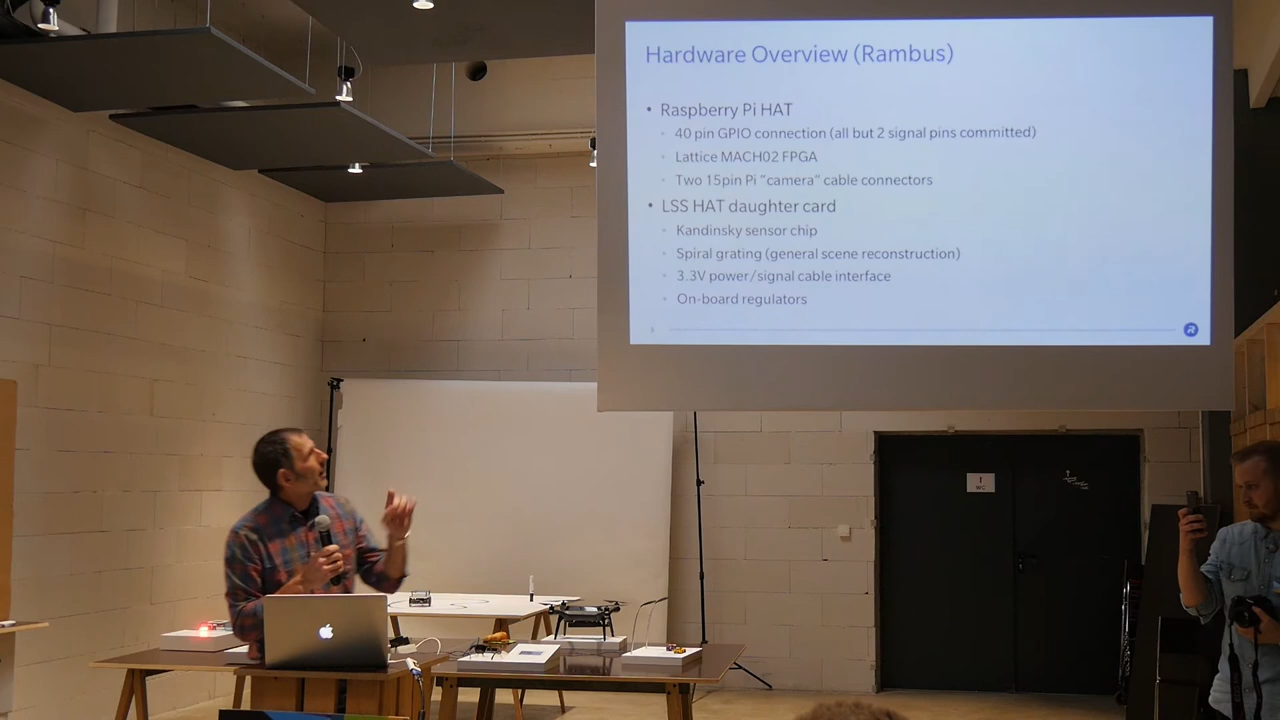 Hardware Overview (Rambus)
• Raspberry Pi HAT
• 40 pin GPIO connection (all but 2 signal pins committed)
• Lattice MACH02 FPGA
• Two 15pin Pi "camera" cable connectors
• LSS HAT daughter card
• Kandinsky sensor chip
• Spiral grating (general scene reconstruction)
• 3.3V power/signal cable interface
• On-board regulators
R
WC